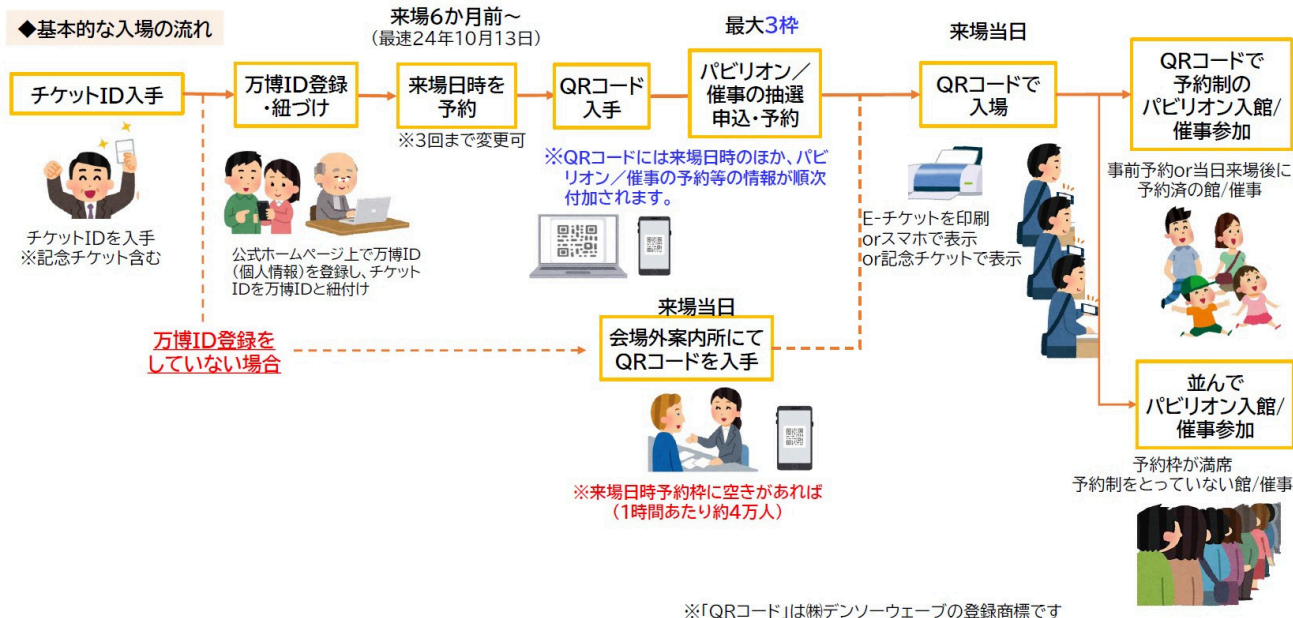 ◆基本的な入場の流れ
チケットID入手
チケットIDを入手
※記念チケット含む
万博ID登録
・紐づけ
公式ホームページ上で万博ID
(個人情報)を登録し、チケット
IDを万博IDと紐付け
来場6か月前～
(最速24年10月13日)
来場日時を
予約
※3回まで変更可
QRコード
入手
最大3枠
パビリオン／
催事の抽選
申込・予約
※QRコードには来場日時のほか、パビ
リオン／催事の予約等の情報が順次
付加されます。
万博ID登録を
していない場合
来場当日
会場外案内所にて
QRコードを入手
※来場日時予約枠に空きがあれば
(1時間あたり約4万人)
来場当日
QRコードで
入場
E-チケットを印刷
orスマホで表示
or記念チケットで表示
QRコードで
予約制の
パビリオン入館/
催事参加
事前予約or当日来場後に
予約済の館/催事
並んで
パビリオン入館/
催事参加
予約枠が満席
予約制をとっていない館/催事
※「QRコード」は㈱デンソーウェーブの登録商標です